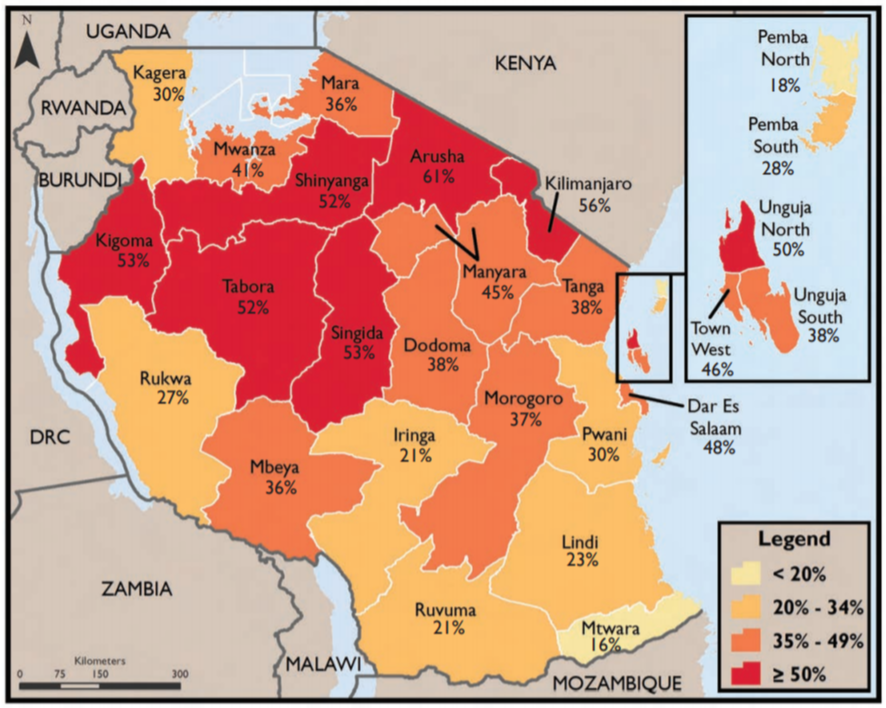 N
UGANDA
KENYA
RWANDA
BURUNDI
DRC
ZAMBIA
MALAWI
MOZAMBIQUE
Kagera
30%
Mara
36%
Mwanza
41%
Shinyanga
52%
Arusha
61%
Kilimanjaro
56%
Kigoma
53%
Tabora
52%
Singida
53%
Manyara
45%
Tanga
38%
Dodoma
38%
Rukwa
27%
Mbeya
36%
Iringa
21%
Morogoro
37%
Pwani
30%
Dar Es
Salaam
48%
Lindi
23%
Ruvuma
21%
Mtwara
16%
Pemba
North
18%
Pemba
South
28%
Unguja
North
50%
Unguja
South
38%
Town
West
46%
Legend
< 20%
20% - 34%
35% - 49%
≥ 50%
Kilometers
0 75 150 300